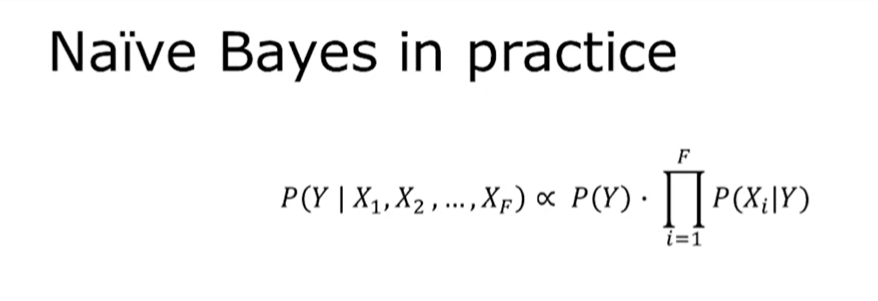 Naïve Bayes in practice
P(Y | X₁, X₂ , …, X_F) ∝ P(Y) · ∏_{i=1}^{F} P(X_i|Y)